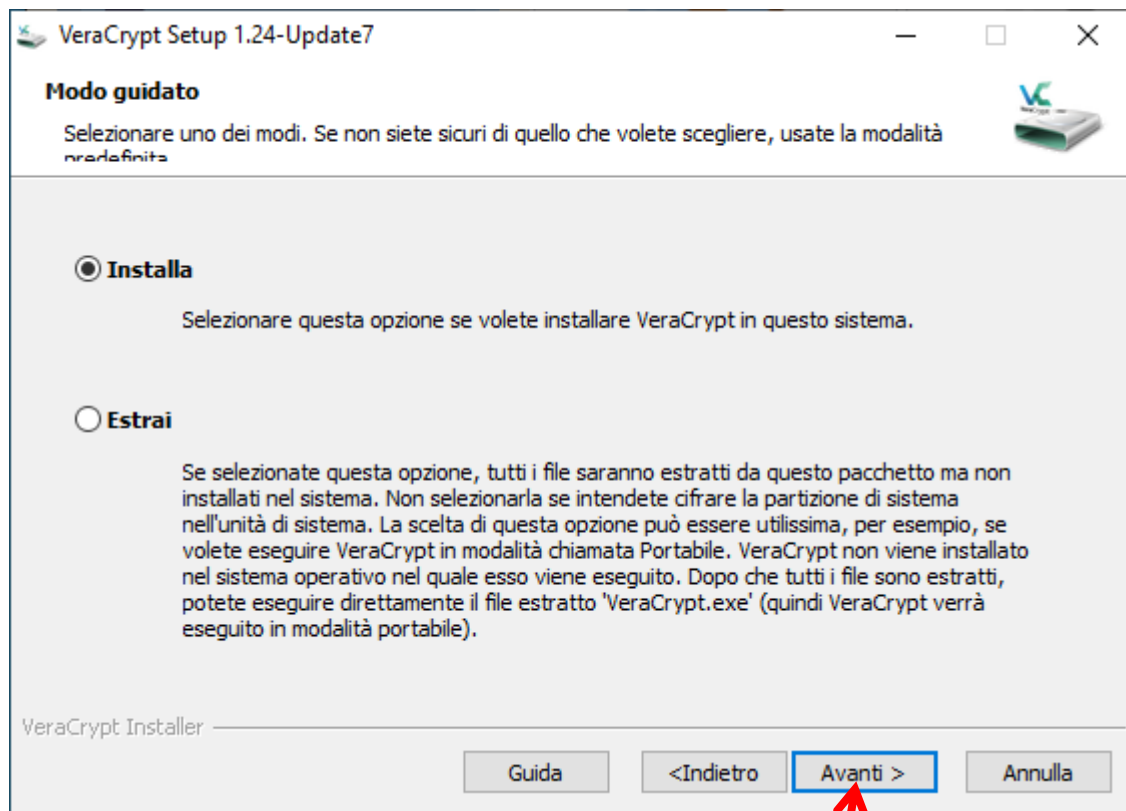 VeraCrypt Setup 1.24-Update7
Modo guidato
Selezionare uno dei modi. Se non siete sicuri di quello che volete scegliere, usate la modalità
predefinita
VC
Installa
Selezionare questa opzione se volete installare VeraCrypt in questo sistema.
Estrai
Se selezionate questa opzione, tutti i file saranno estratti da questo pacchetto ma non
installati nel sistema. Non selezionarla se intendete cifrare la partizione di sistema
nell'unità di sistema. La scelta di questa opzione può essere utilissima, per esempio, se
volete eseguire VeraCrypt in modalità chiamata Portabile. VeraCrypt non viene installato
nel sistema operativo nel quale esso viene eseguito. Dopo che tutti i file sono estratti,
potete eseguire direttamente il file estratto 'VeraCrypt.exe' (quindi VeraCrypt verrà
eseguito in modalità portabile).
VeraCrypt Installer
Guida
<Indietro
Avanti >
Annulla